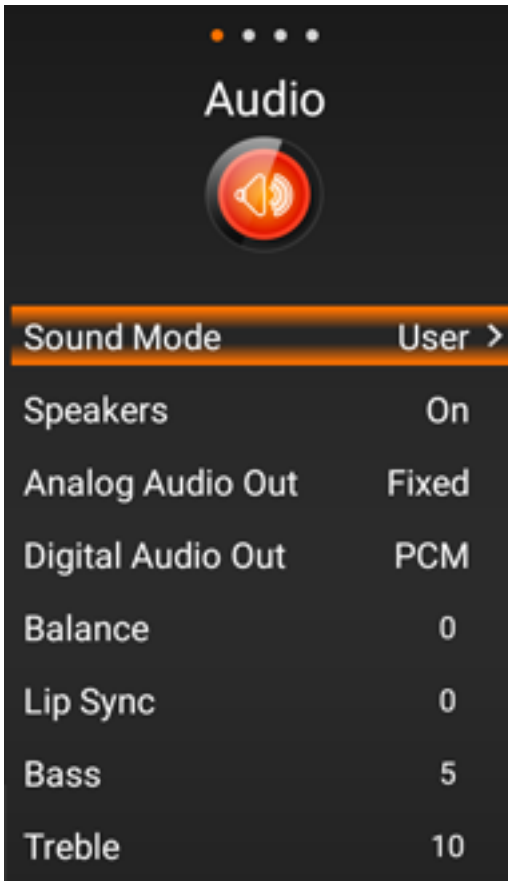 Audio
Sound Mode User >
Speakers On
Analog Audio Out Fixed
Digital Audio Out PCM
Balance 0
Lip Sync 0
Bass 5
Treble 10